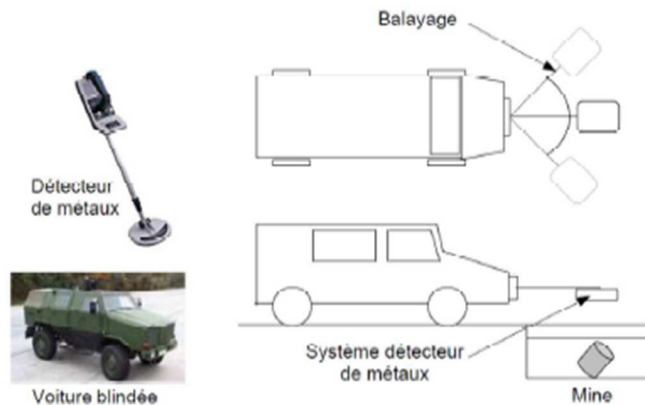 Balayage
Détecteur
de métaux
Système détecteur
de métaux
Voiture blindée
Mine